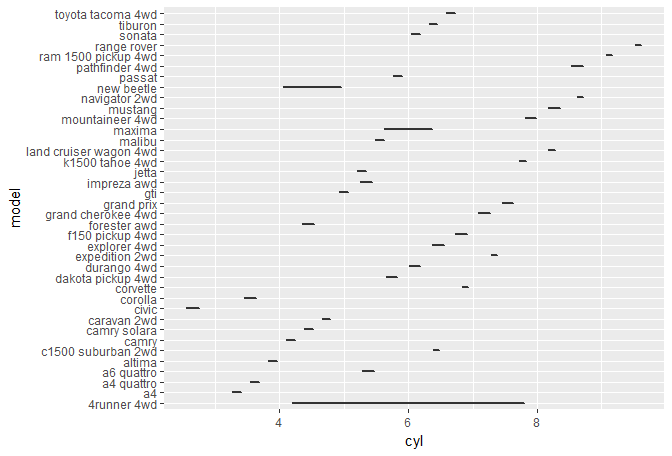 toyota tacoma 4wd
tiburon
sonata
range rover
ram 1500 pickup 4wd
pathfinder 4wd
passat
new beetle
navigator 2wd
mustang
mountaineer 4wd
maxima
malibu
land cruiser wagon 4wd
k1500 tahoe 4wd
jetta
impreza awd
gti
grand prix
grand cherokee 4wd
forester awd
f150 pickup 4wd
explorer 4wd
expedition 2wd
durango 4wd
dakota pickup 4wd
corvette
corolla
civic
caravan 2wd
camry solara
camry
c1500 suburban 2wd
altima
a6 quattro
a4 quattro
a4
4runner 4wd
model
4 6 8
cyl